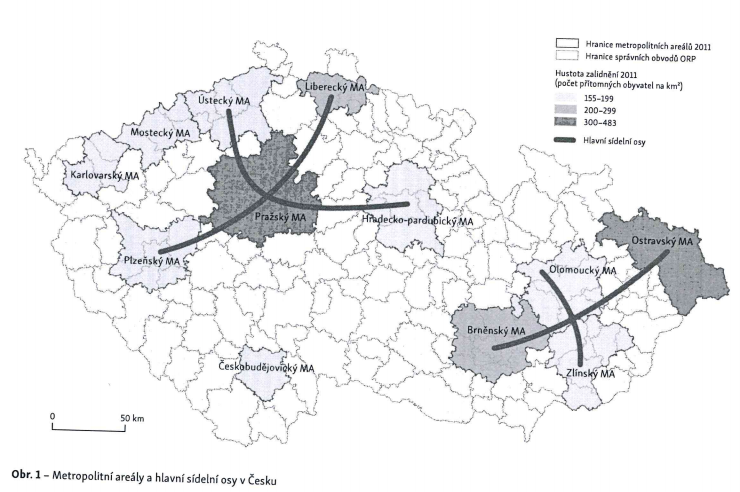 Hranice metropolitních areálů 2011
Hranice správních obvodů ORP
Hustota zalidnění 2011
(počet přítomných obyvatel na km²)
155–199
200–299
300–483
Hlavní sídelní osy
Liberecký MA
Ústecký MA
Mostecký MA
Karlovarský MA
Pražský MA
Hradecko-pardubický MA
Plzeňský MA
Ostravský MA
Olomoucký MA
Brněnský MA
Českobudějovický MA
Zlínský MA
0 50 km
Obr. 1 – Metropolitní areály a hlavní sídelní osy v Česku